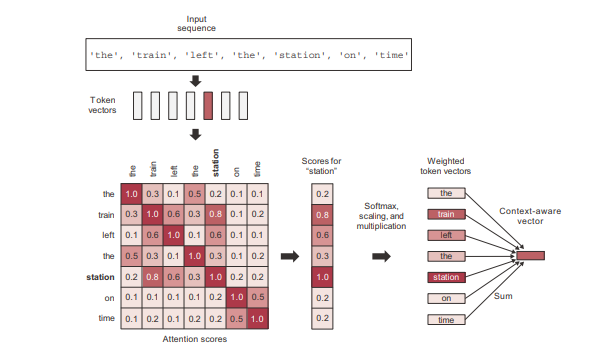 Input
sequence
'the', 'train', 'left', 'the', 'station', 'on', 'time'
Token
vectors
the train left the station on time
Scores for
"station"
Weighted
token vectors
the 1.0 0.3 0.1 0.5 0.2 0.1 0.1 0.2 the
train 0.3 1.0 0.6 0.3 0.8 0.1 0.2 0.8 train
left 0.1 0.6 1.0 0.1 0.6 0.1 0.1 0.6 left
the 0.5 0.3 0.1 1.0 0.3 0.1 0.2 0.3 the
station 0.2 0.8 0.6 0.3 1.0 0.2 0.2 1.0 station
on 0.1 0.1 0.1 0.1 0.2 1.0 0.5 0.2 on
time 0.1 0.2 0.1 0.2 0.2 0.5 1.0 0.2 time
Attention scores
Softmax,
scaling, and
multiplication
Context-aware
vector
Sum